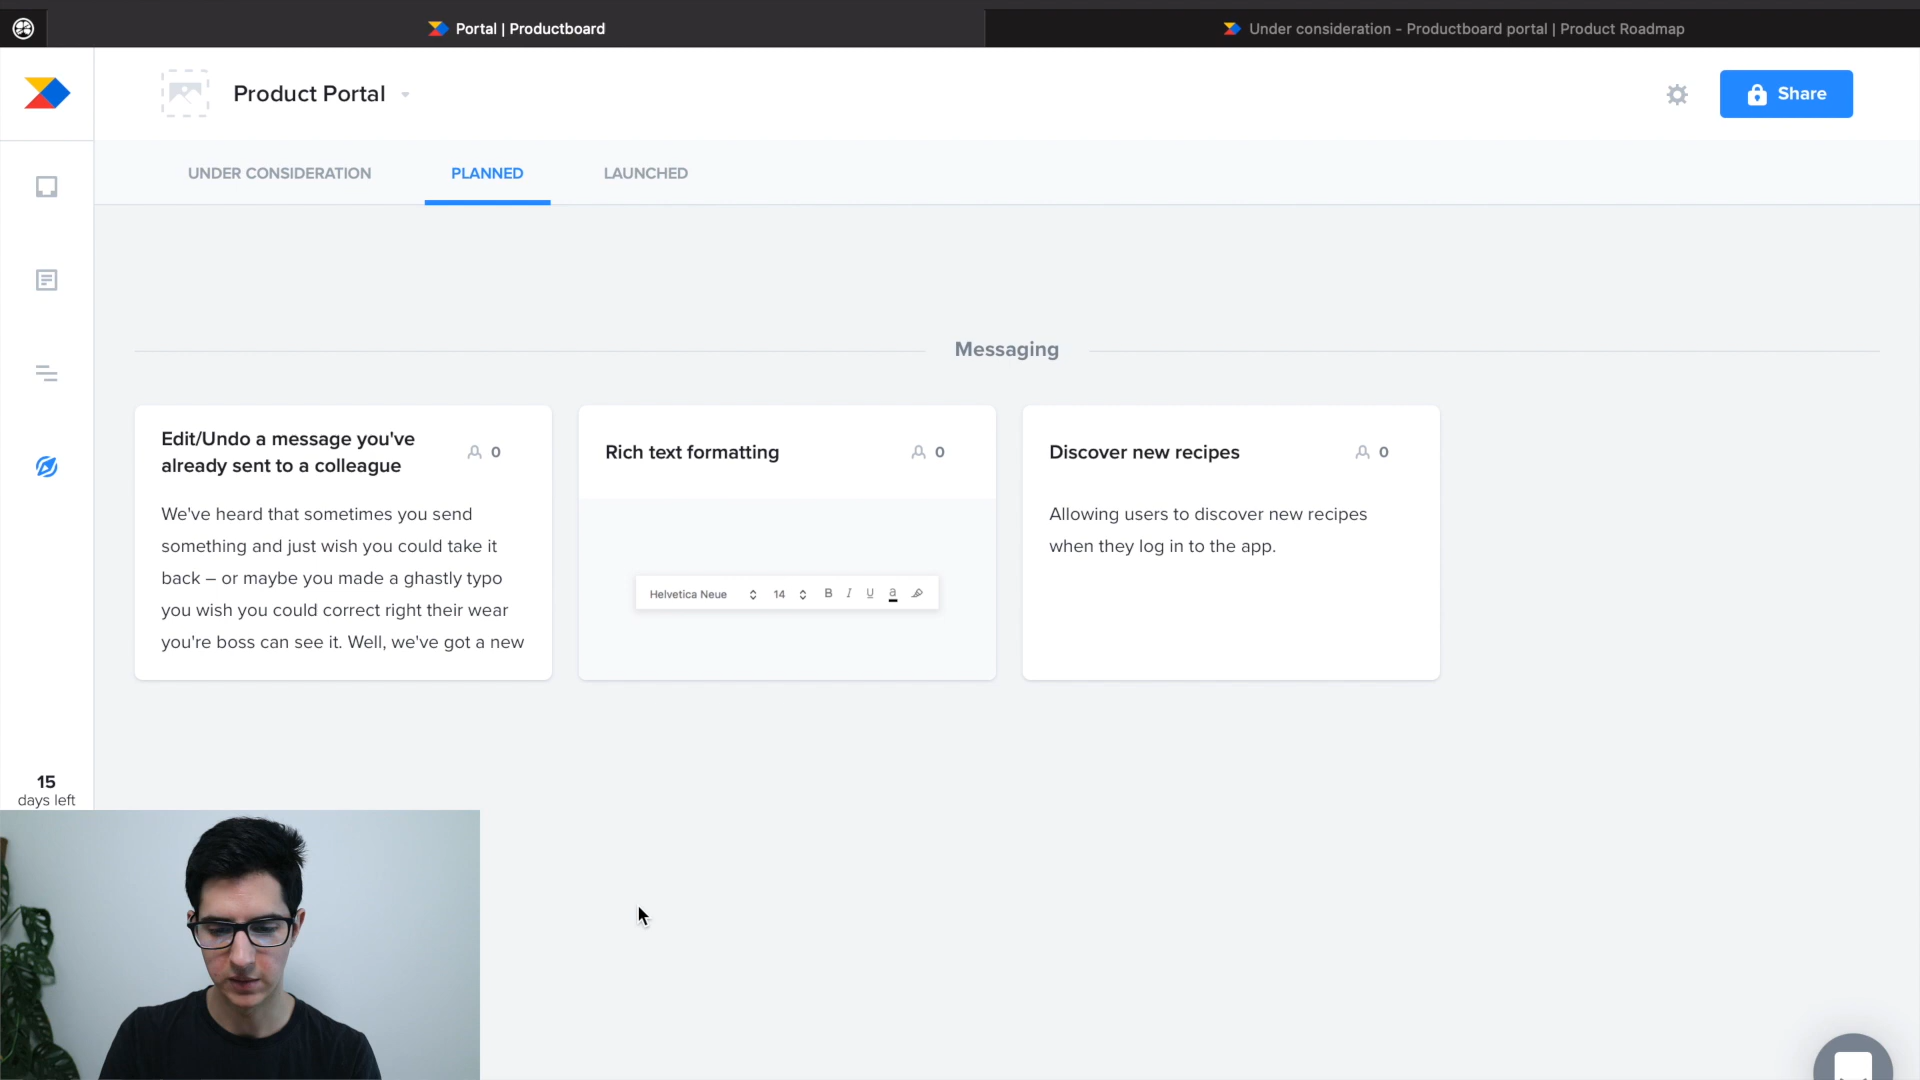 Portal | Productboard
Under consideration - Productboard portal | Product Roadmap
Product Portal
Share
UNDER CONSIDERATION
PLANNED
LAUNCHED
Messaging
Edit/Undo a message you've
already sent to a colleague
0
We've heard that sometimes you send
something and just wish you could take it
back – or maybe you made a ghastly typo
you wish you could correct right their wear
you're boss can see it. Well, we've got a new
Rich text formatting
0
Helvetica Neue 14 B I U a
Discover new recipes
0
Allowing users to discover new recipes
when they log in to the app.
15
days left